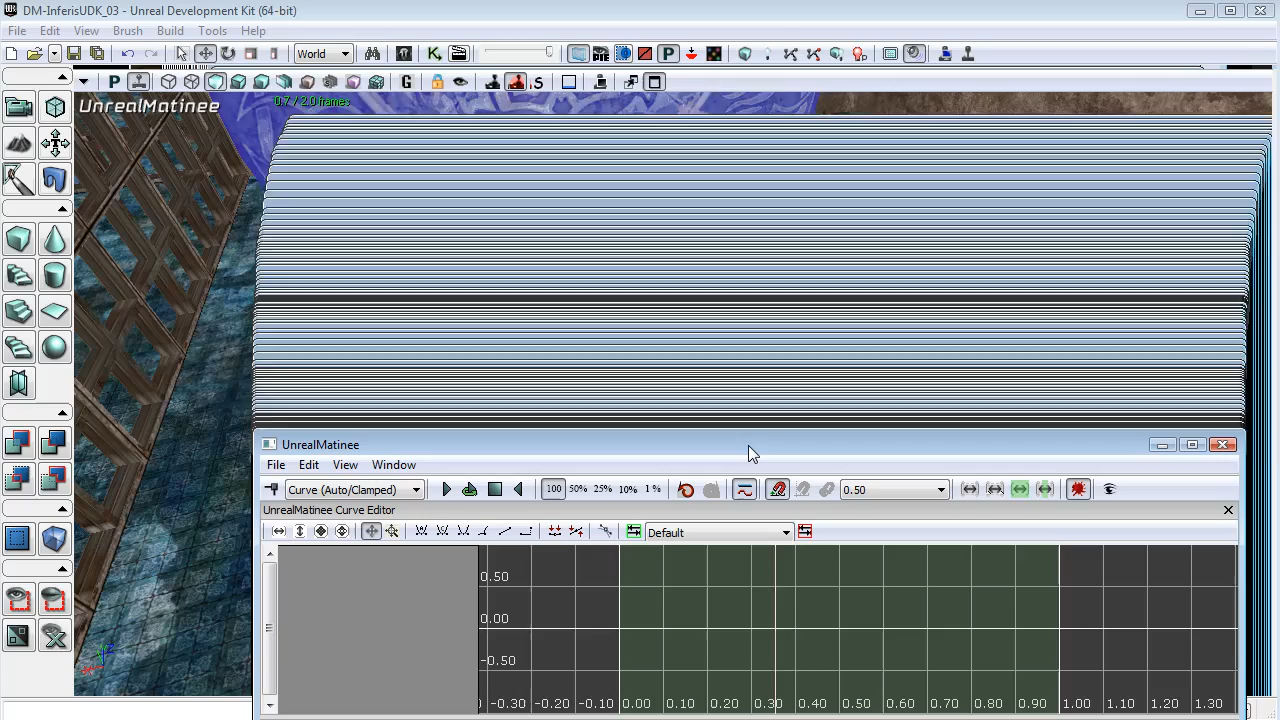 DM-InferisUDK_03 - Unreal Development Kit (64-bit)
File Edit View Brush Build Tools Help
World
P
P G S
UnrealMatinee
0.7 / 2.0 frames
UnrealMatinee
File Edit View Window
Curve (Auto/Clamped) 100 50% 25% 10% 1 % 0.50
UnrealMatinee Curve Editor
Default
0.50
0.00
-0.50
-0.30 -0.20 -0.10 0.00 0.10 0.20 0.30 0.40 0.50 0.60 0.70 0.80 0.90 1.00 1.10 1.20 1.30